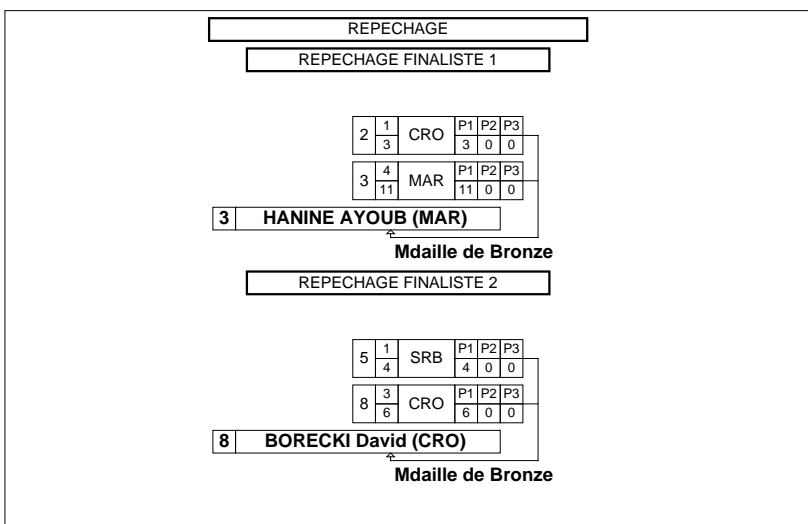 REPECHAGE
REPECHAGE FINALISTE 1
2 1 CRO P1 P2 P3
3 3 0 0
3 4 MAR P1 P2 P3
11 11 0 0
3 HANINE AYOUB (MAR)
Mdaille de Bronze
REPECHAGE FINALISTE 2
5 1 SRB P1 P2 P3
4 4 0 0
8 3 CRO P1 P2 P3
6 6 0 0
8 BORECKI David (CRO)
Mdaille de Bronze